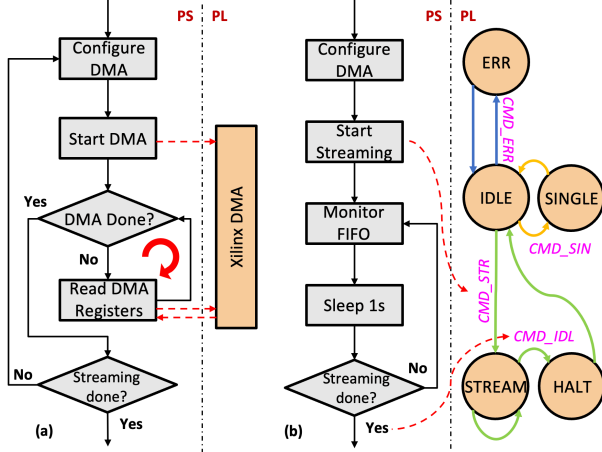 PS
PL
Configure
DMA
Start DMA
Yes
DMA Done?
No
Read DMA
Registers
Xilinx DMA
No
Streaming
done?
(a)
Yes
PS
PL
Configure
DMA
Start
Streaming
Monitor
FIFO
Sleep 1s
No
Streaming
done?
(b)
Yes
ERR
CMD_ERR
IDLE
SINGLE
CMD_SIN
CMD_STR
CMD_IDL
STREAM
HALT